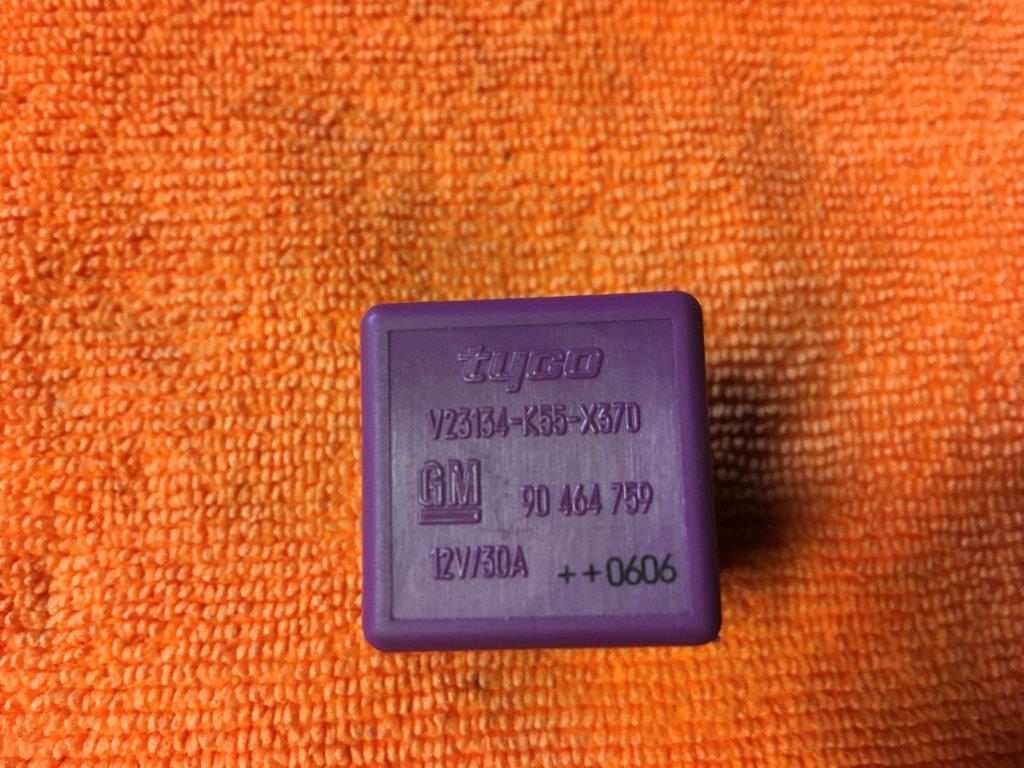 tyco
V23134-K55-X370
GM 90 464 759
12V/30A ++0606